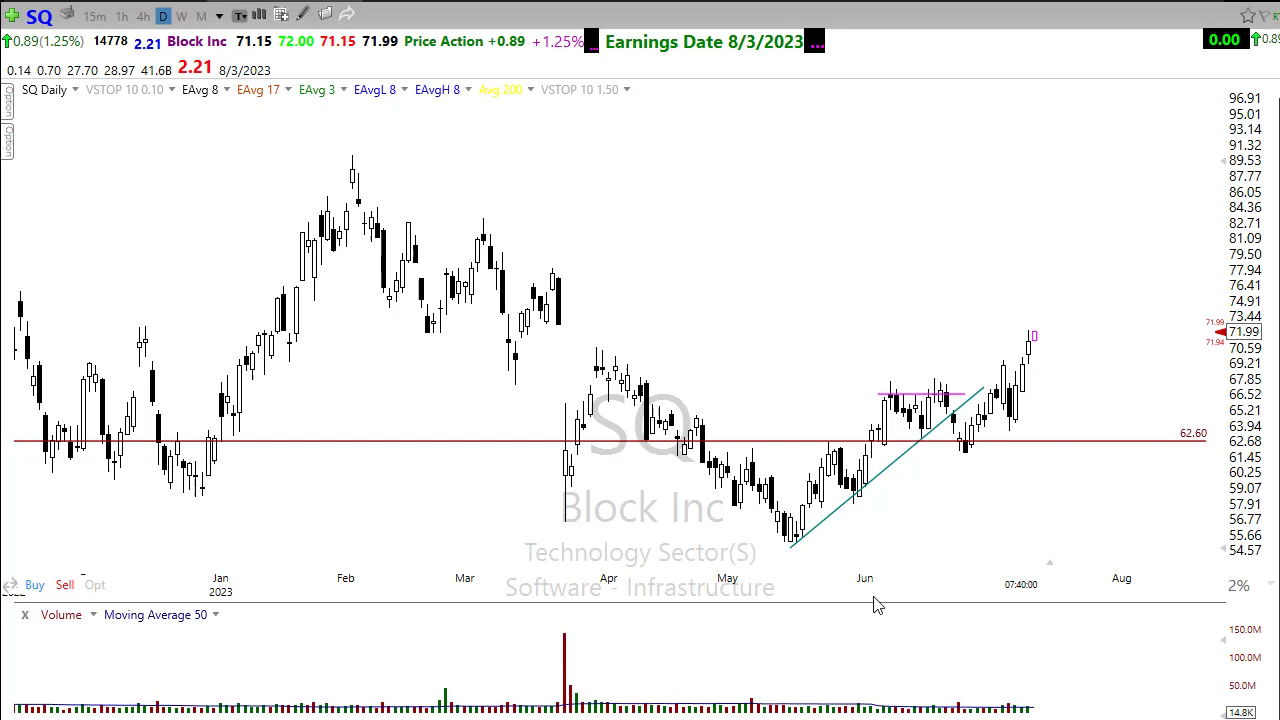 SQ 15m 1h 4h D W M T
0.89(1.25%) 14778 2.21 Block Inc 71.15 72.00 71.15 71.99 Price Action +0.89 +1.25% ... Earnings Date 8/3/2023 ... 0.00
0.14 0.70 27.70 28.97 41.6B 2.21 8/3/2023
SQ Daily VSTOP 10 0.10 EAvg 8 EAvg 17 EAvg 3 EAvgL 8 EAvgH 8 Avg 200 VSTOP 10 1.50
Option
Option
96.91
95.01
93.14
91.32
89.53
87.77
86.05
84.36
82.71
81.09
79.50
77.94
76.41
74.91
73.44
71.99
71.99
71.94
70.59
69.21
67.85
66.52
65.21
63.94
62.60
62.68
61.45
60.25
59.07
57.91
56.77
55.66
54.57
SQ
Block Inc
Technology Sector(S)
Software - Infrastructure
Buy Sell Opt
Jan Feb Mar Apr May Jun Aug
2023
07:40:00
2%
X Volume Moving Average 50
150.0M
100.0M
50.0M
14.8K